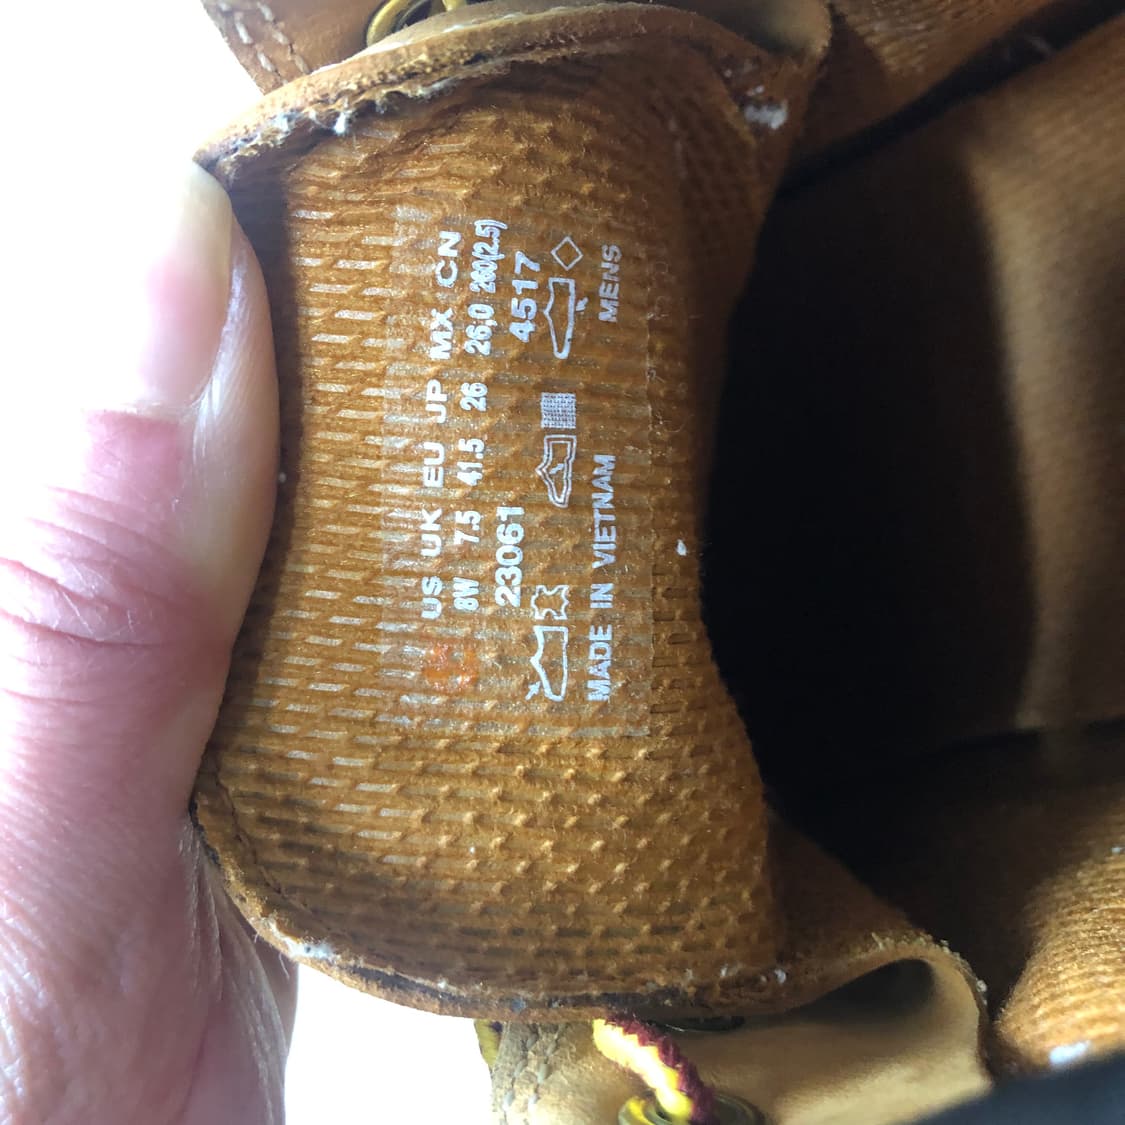 US UK EU JP MX CN
8W 7.5 41.5 26 26,0 260(2.5)
23061 4517
MADE IN VIETNAM MENS